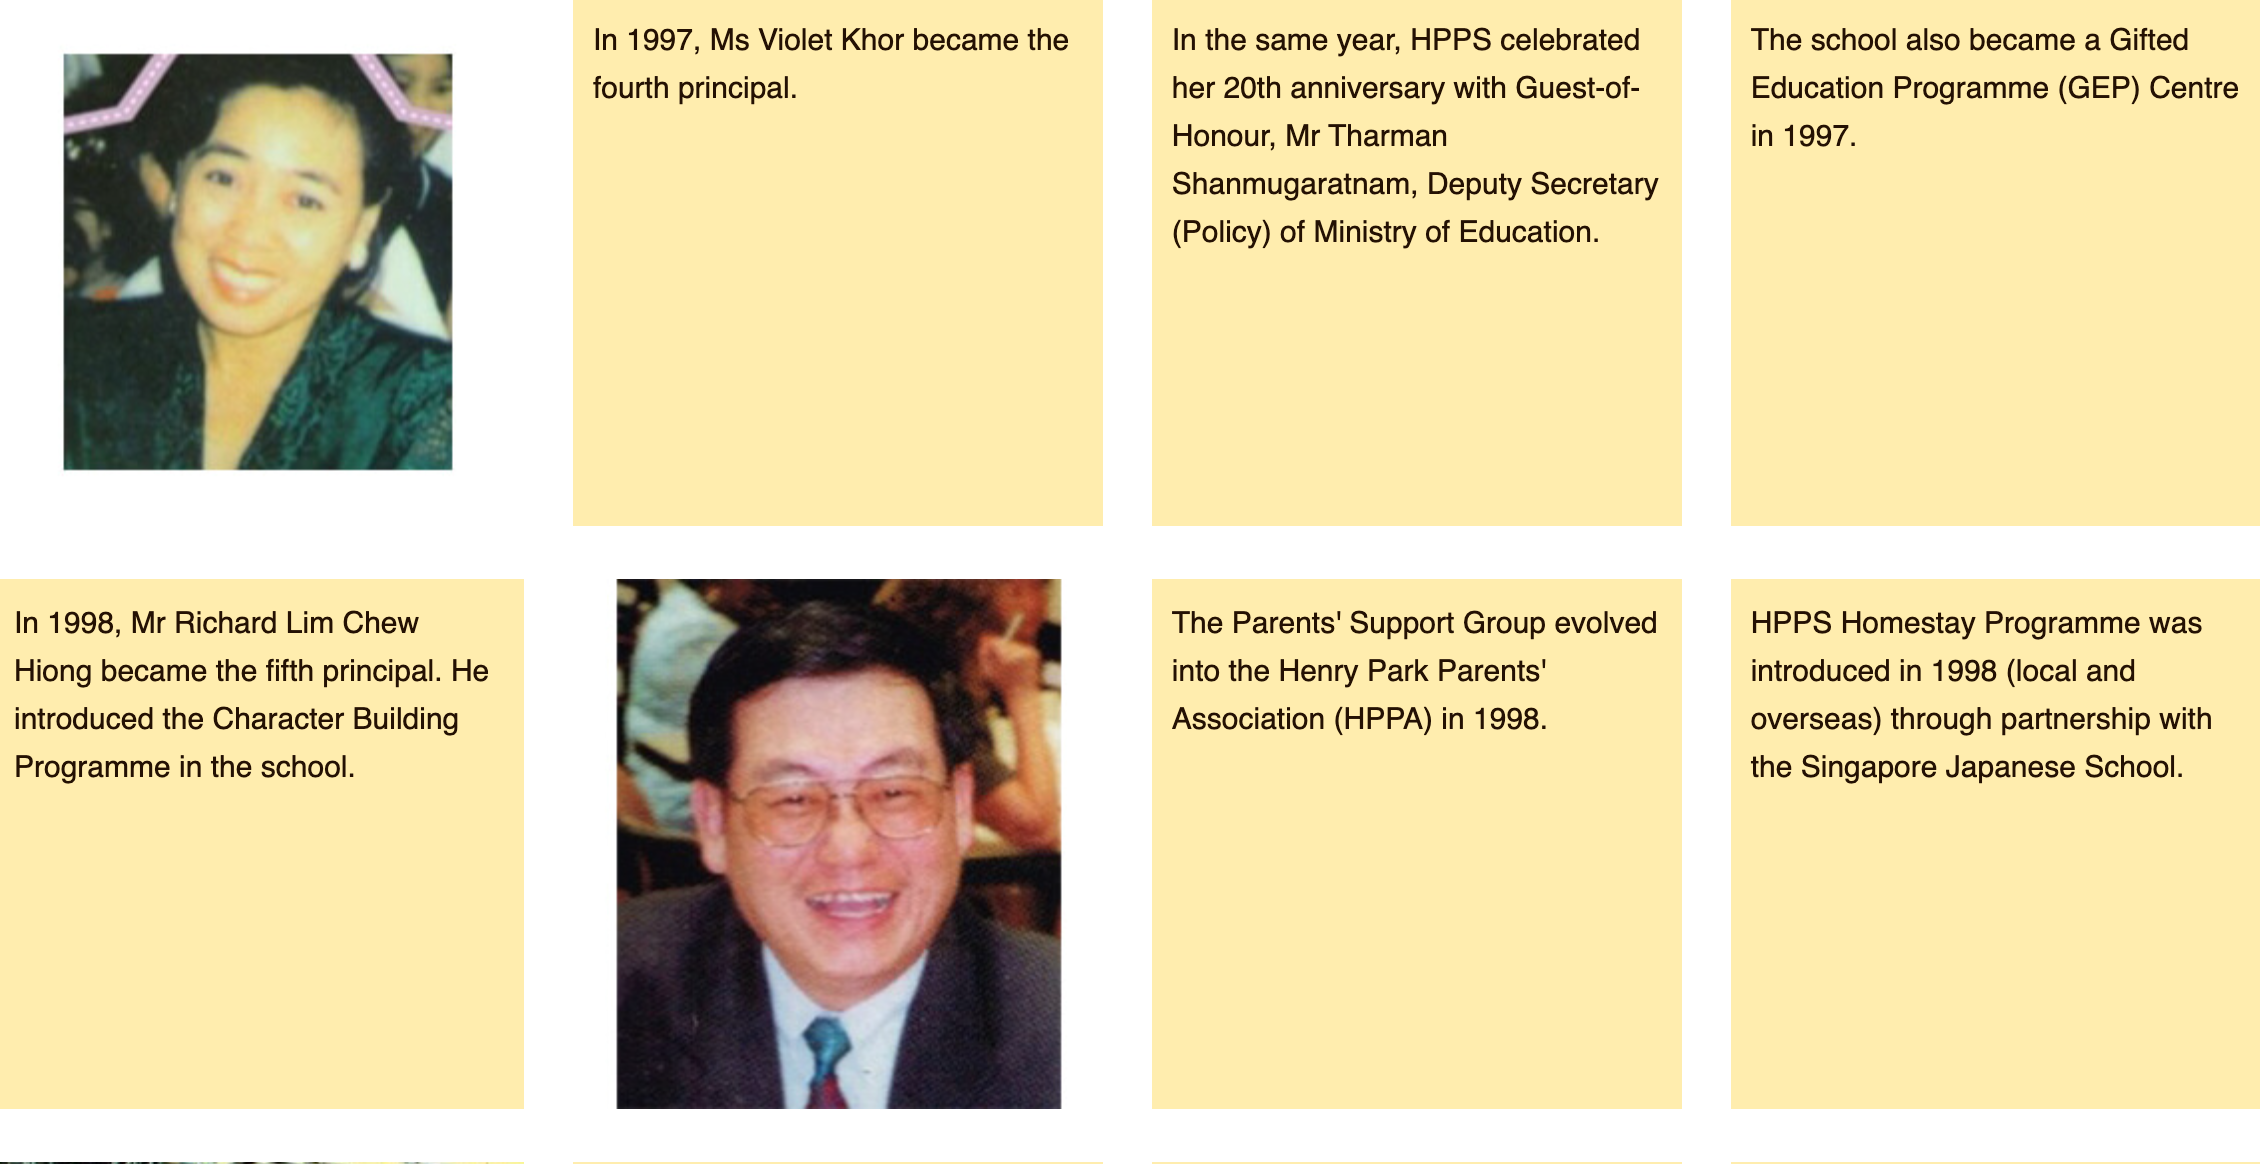 In 1997, Ms Violet Khor became the
fourth principal.
In the same year, HPPS celebrated
her 20th anniversary with Guest-of-
Honour, Mr Tharman
Shanmugaratnam, Deputy Secretary
(Policy) of Ministry of Education.
The school also became a Gifted
Education Programme (GEP) Centre
in 1997.
In 1998, Mr Richard Lim Chew
Hiong became the fifth principal. He
introduced the Character Building
Programme in the school.
The Parents' Support Group evolved
into the Henry Park Parents'
Association (HPPA) in 1998.
HPPS Homestay Programme was
introduced in 1998 (local and
overseas) through partnership with
the Singapore Japanese School.